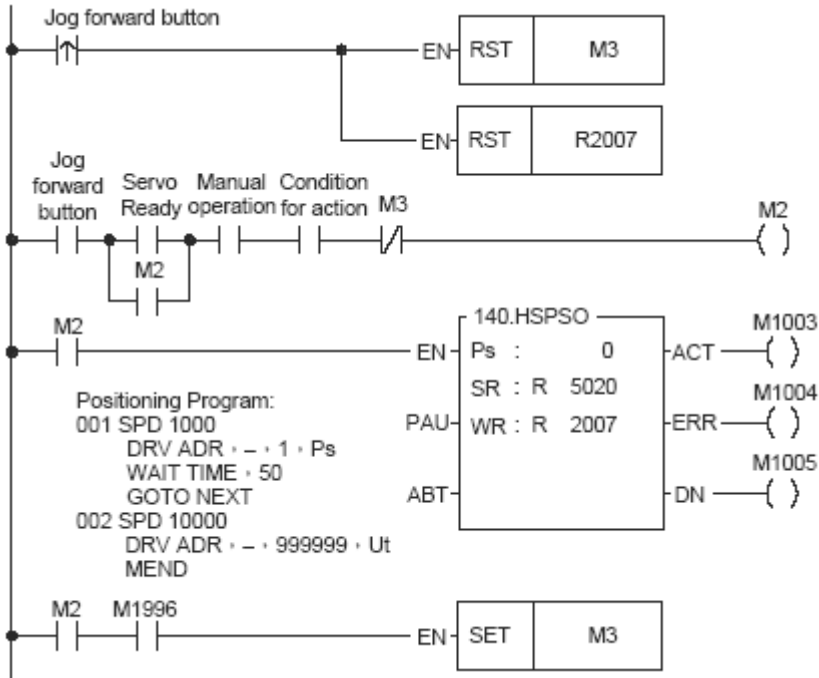 Jog forward button
EN RST M3
EN RST R2007
Jog forward button
Servo Ready
Manual operation
Condition for action
M3
M2
M2
M2
140.HSPSO
M1003
EN Ps : 0 ACT
SR : R 5020
M1004
PAU WR : R 2007 ERR
M1005
ABT DN
Positioning Program:
001 SPD 1000
DRV ADR , – , 1 , Ps
WAIT TIME , 50
GOTO NEXT
002 SPD 10000
DRV ADR , – , 999999 , Ut
MEND
M2 M1996
EN SET M3